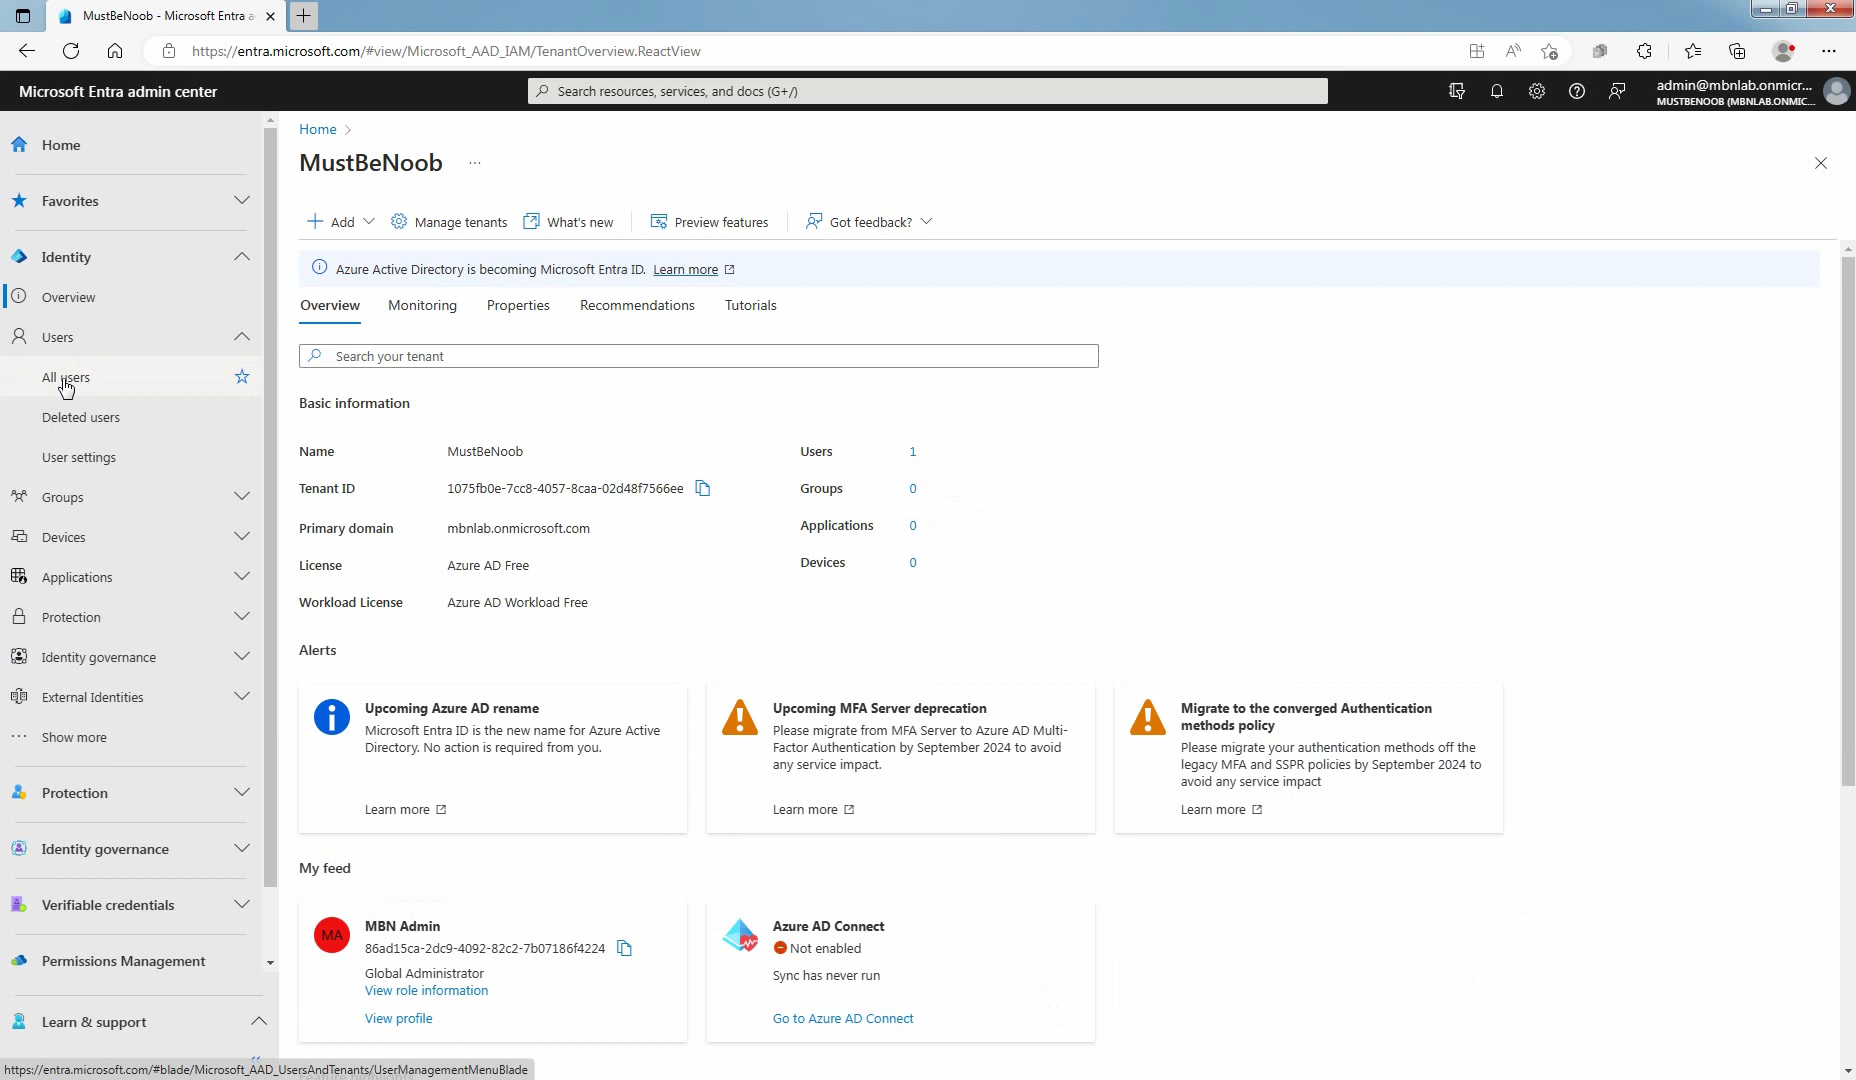 MustBeNoob - Microsoft Entra a
https://entra.microsoft.com/#view/Microsoft_AAD_IAM/TenantOverview.ReactView
Microsoft Entra admin center
Search resources, services, and docs (G+/)
admin@mbnlab.onmicr...
MUSTBENOOB (MBNLAB.ONMIC...
Home
Favorites
Identity
Overview
Users
All users
Deleted users
User settings
Groups
Devices
Applications
Protection
Identity governance
External Identities
Show more
Protection
Identity governance
Verifiable credentials
Permissions Management
Learn & support
Home
MustBeNoob
Add
Manage tenants
What's new
Preview features
Got feedback?
Azure Active Directory is becoming Microsoft Entra ID. Learn more
Overview
Monitoring
Properties
Recommendations
Tutorials
Search your tenant
Basic information
Name MustBeNoob
Tenant ID 1075fb0e-7cc8-4057-8caa-02d48f7566ee
Primary domain mbnlab.onmicrosoft.com
License Azure AD Free
Workload License Azure AD Workload Free
Users 1
Groups 0
Applications 0
Devices 0
Alerts
Upcoming Azure AD rename
Microsoft Entra ID is the new name for Azure Active
Directory. No action is required from you.
Learn more
Upcoming MFA Server deprecation
Please migrate from MFA Server to Azure AD Multi-
Factor Authentication by September 2024 to avoid
any service impact.
Learn more
Migrate to the converged Authentication
methods policy
Please migrate your authentication methods off the
legacy MFA and SSPR policies by September 2024 to
avoid any service impact
Learn more
My feed
MA
MBN Admin
86ad15ca-2dc9-4092-82c2-7b07186f4224
Global Administrator
View role information
View profile
Azure AD Connect
Not enabled
Sync has never run
Go to Azure AD Connect
https://entra.microsoft.com/#blade/Microsoft_AAD_UsersAndTenants/UserManagementMenuBlade